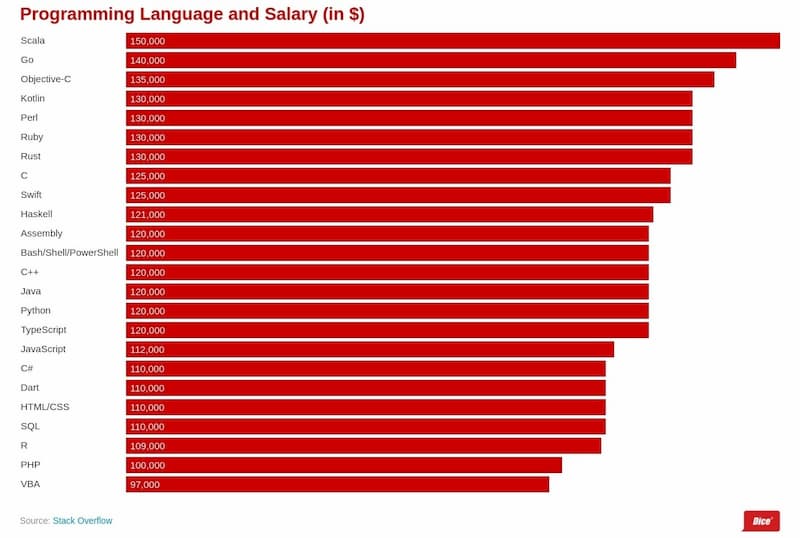 Programming Language and Salary (in $)
Scala 150,000
Go 140,000
Objective-C 135,000
Kotlin 130,000
Perl 130,000
Ruby 130,000
Rust 130,000
C 125,000
Swift 125,000
Haskell 121,000
Assembly 120,000
Bash/Shell/PowerShell 120,000
C++ 120,000
Java 120,000
Python 120,000
TypeScript 120,000
JavaScript 112,000
C# 110,000
Dart 110,000
HTML/CSS 110,000
SQL 110,000
R 109,000
PHP 100,000
VBA 97,000
Source: Stack Overflow
Dice